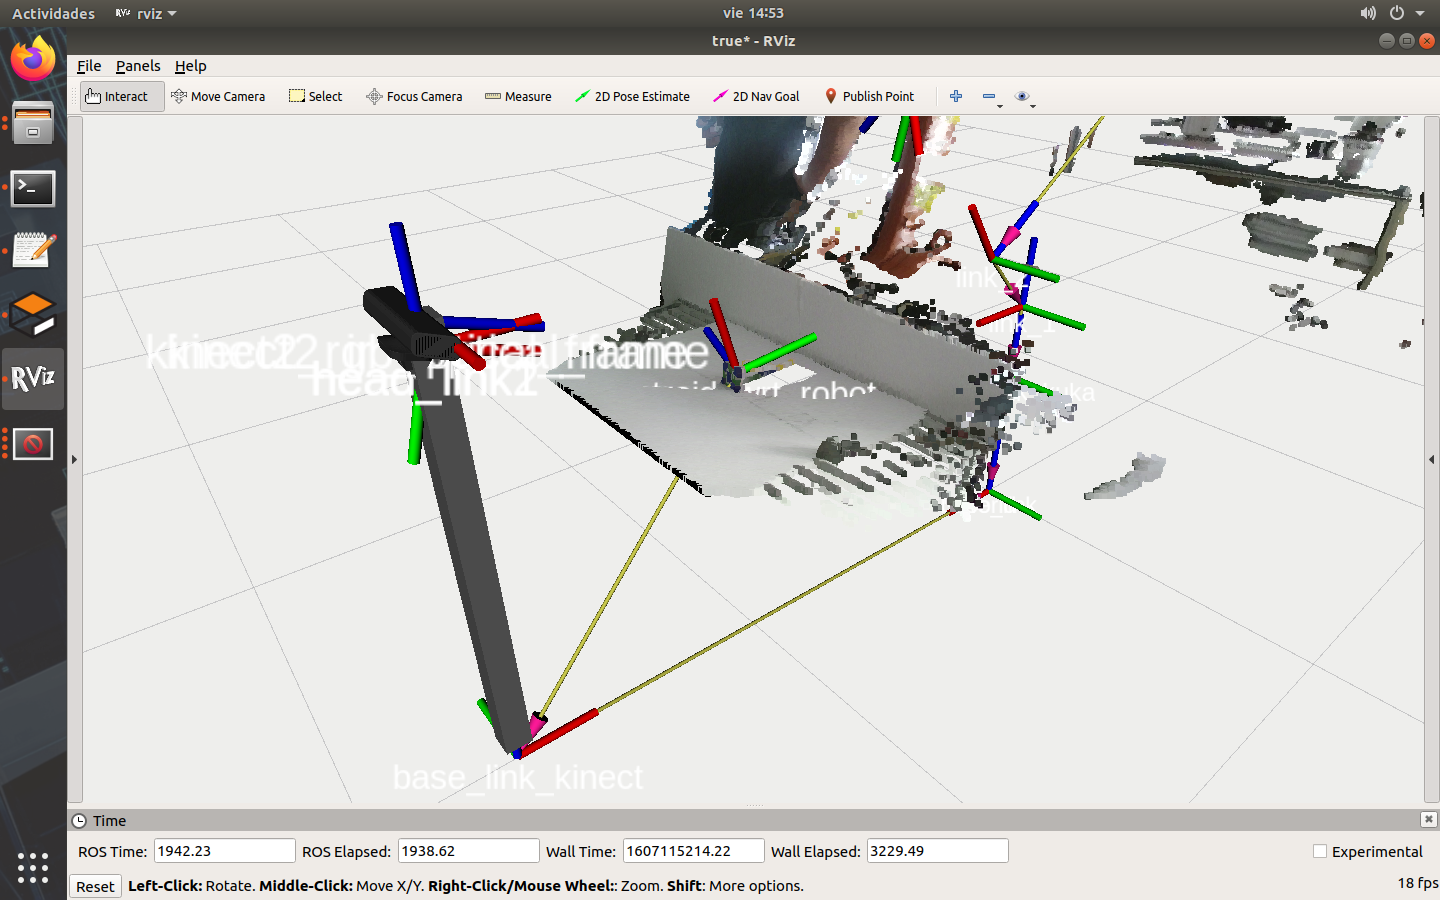 Actividades
rviz
vie 14:53
true* - RViz
File Panels Help
Interact Move Camera Select Focus Camera Measure 2D Pose Estimate 2D Nav Goal Publish Point
link_1
head_link2
base_link_kinect
RViz
Time
ROS Time: 1942.23 ROS Elapsed: 1938.62 Wall Time: 1607115214.22 Wall Elapsed: 3229.49 Experimental
Reset Left-Click: Rotate. Middle-Click: Move X/Y. Right-Click/Mouse Wheel:: Zoom. Shift: More options. 18 fps